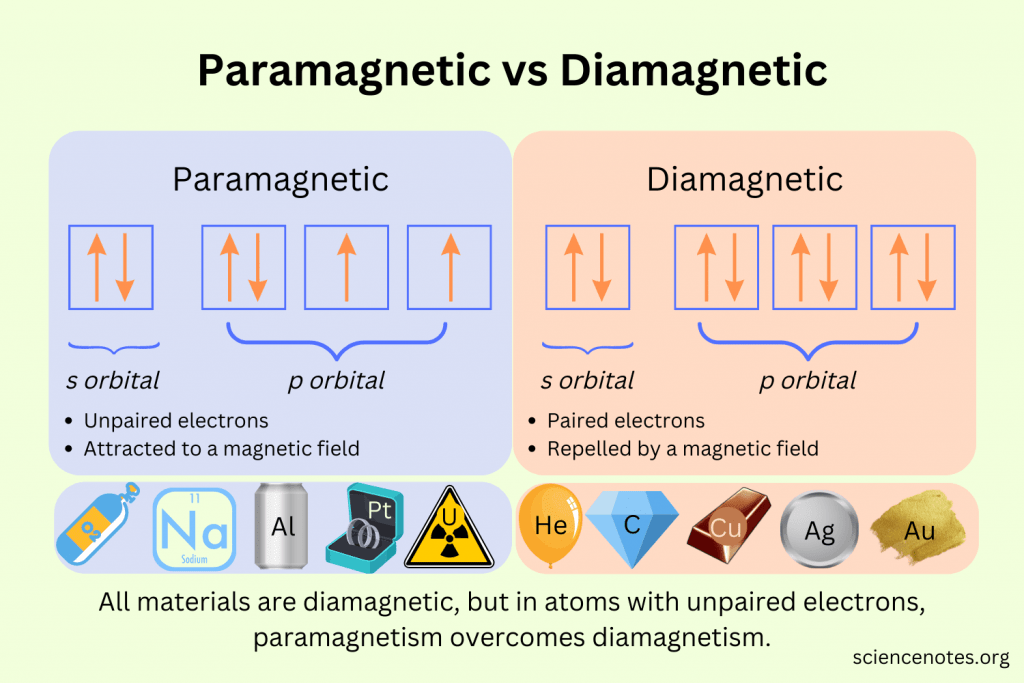 Paramagnetic vs Diamagnetic
Paramagnetic
s orbital
p orbital
• Unpaired electrons
• Attracted to a magnetic field
Diamagnetic
s orbital
p orbital
• Paired electrons
• Repelled by a magnetic field
O2
11
Na
Sodium
Al
Pt
U
He
C
Cu
Ag
Au
All materials are diamagnetic, but in atoms with unpaired electrons,
paramagnetism overcomes diamagnetism.
sciencenotes.org